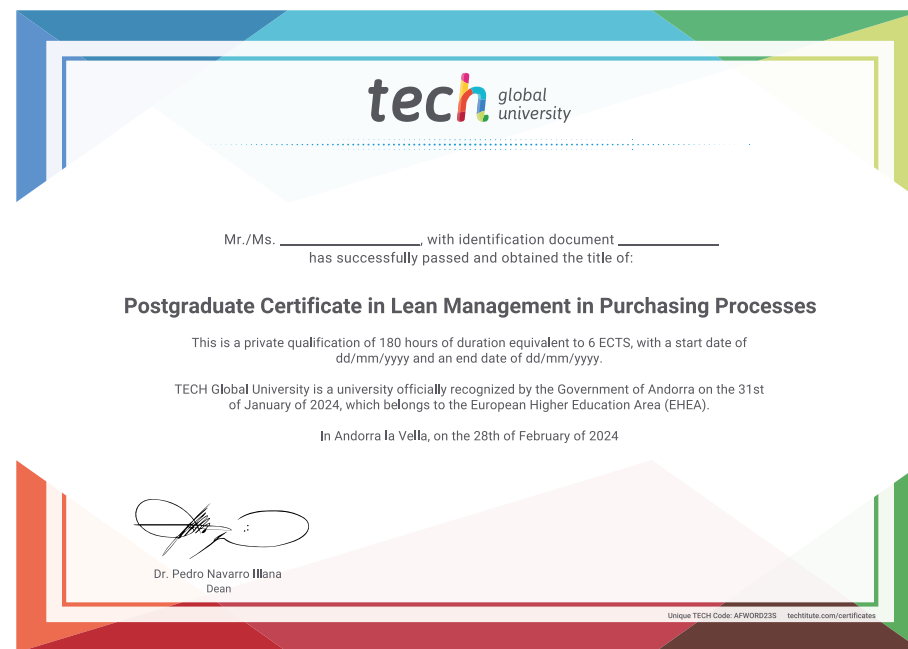 tech global university
Mr./Ms. ____________, with identification document ____________
has successfully passed and obtained the title of:
Postgraduate Certificate in Lean Management in Purchasing Processes
This is a private qualification of 180 hours of duration equivalent to 6 ECTS, with a start date of
dd/mm/yyyy and an end date of dd/mm/yyyy.
TECH Global University is a university officially recognized by the Government of Andorra on the 31st
of January of 2024, which belongs to the European Higher Education Area (EHEA).
In Andorra la Vella, on the 28th of February of 2024
Dr. Pedro Navarro Illana
Dean
Unique TECH Code: AFWORD23S techtitute.com/certificates